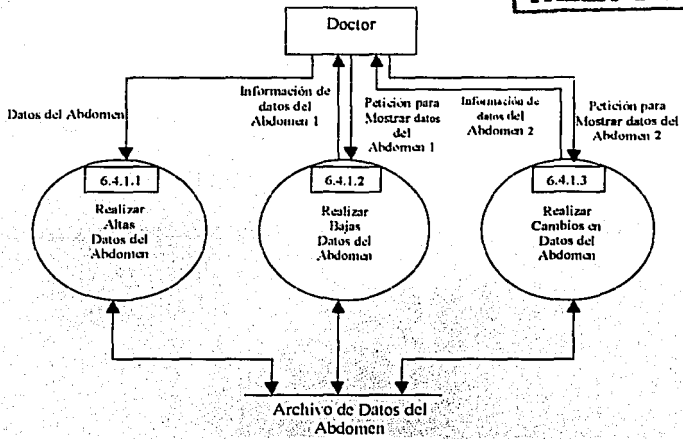 Doctor
Datos del Abdomen
Información de
datos del
Abdomen 1
Petición para
Mostrar datos
del
Abdomen 1
Información de
datos del
Abdomen 2
Petición para
Mostrar datos del
Abdomen 2
6.4.1.1
Realizar
Altas
Datos del
Abdomen
6.4.1.2
Realizar
Bajas
Datos del
Abdomen
6.4.1.3
Realizar
Cambios en
Datos del
Abdomen
Archivo de Datos del
Abdomen